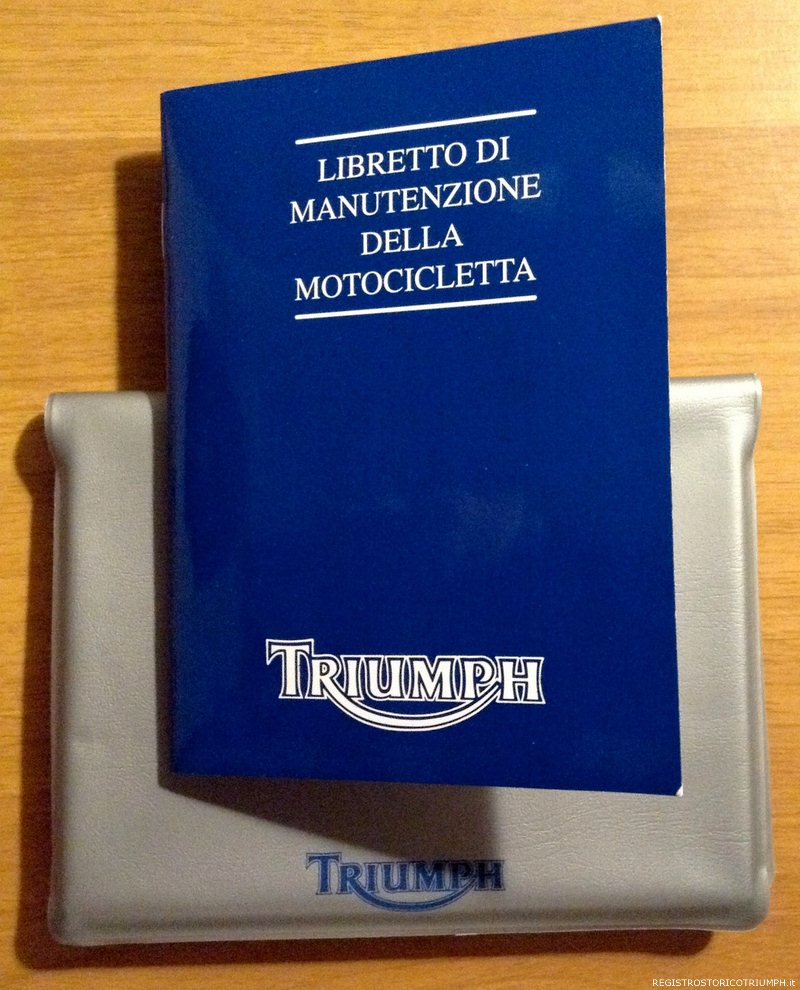 LIBRETTO DI
MANUTENZIONE
DELLA
MOTOCICLETTA
TRIUMPH
TRIUMPH
REGISTROSTORICOTRIUMPH.it